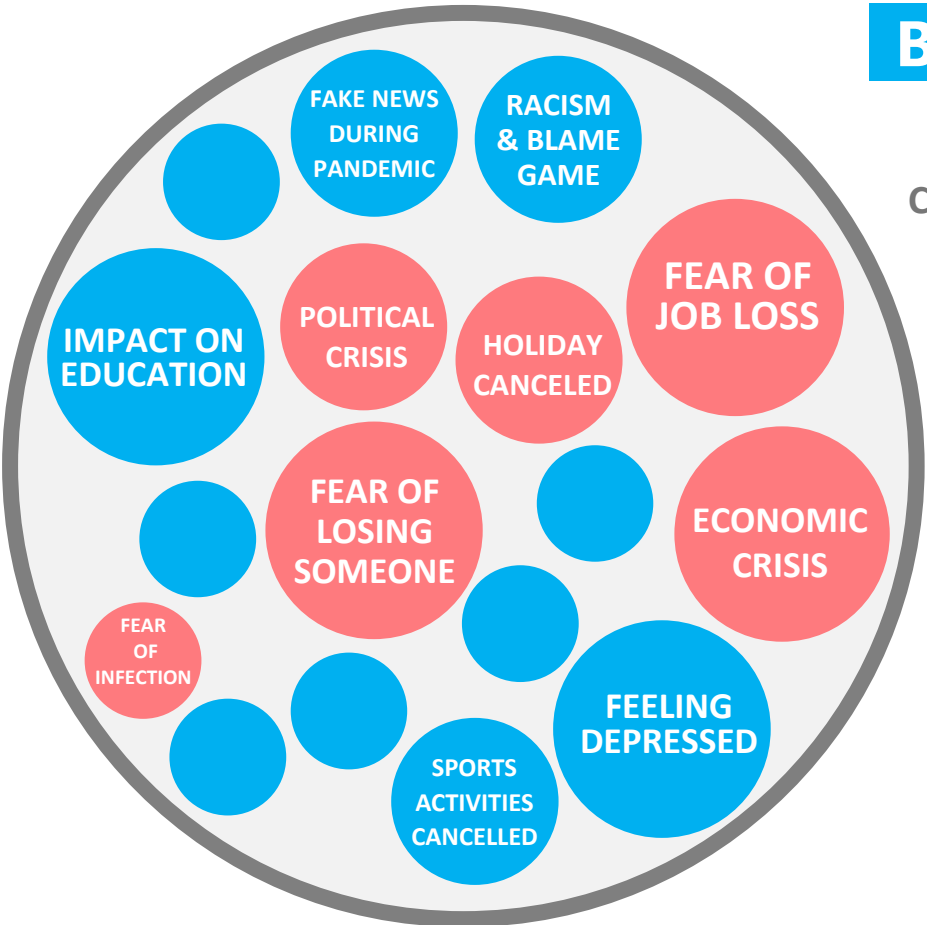 B
C
FAKE NEWS
DURING
PANDEMIC
RACISM
& BLAME
GAME
FEAR OF
JOB LOSS
IMPACT ON
EDUCATION
POLITICAL
CRISIS
HOLIDAY
CANCELED
FEAR OF
LOSING
SOMEONE
ECONOMIC
CRISIS
FEAR
OF
INFECTION
FEELING
DEPRESSED
SPORTS
ACTIVITIES
CANCELLED